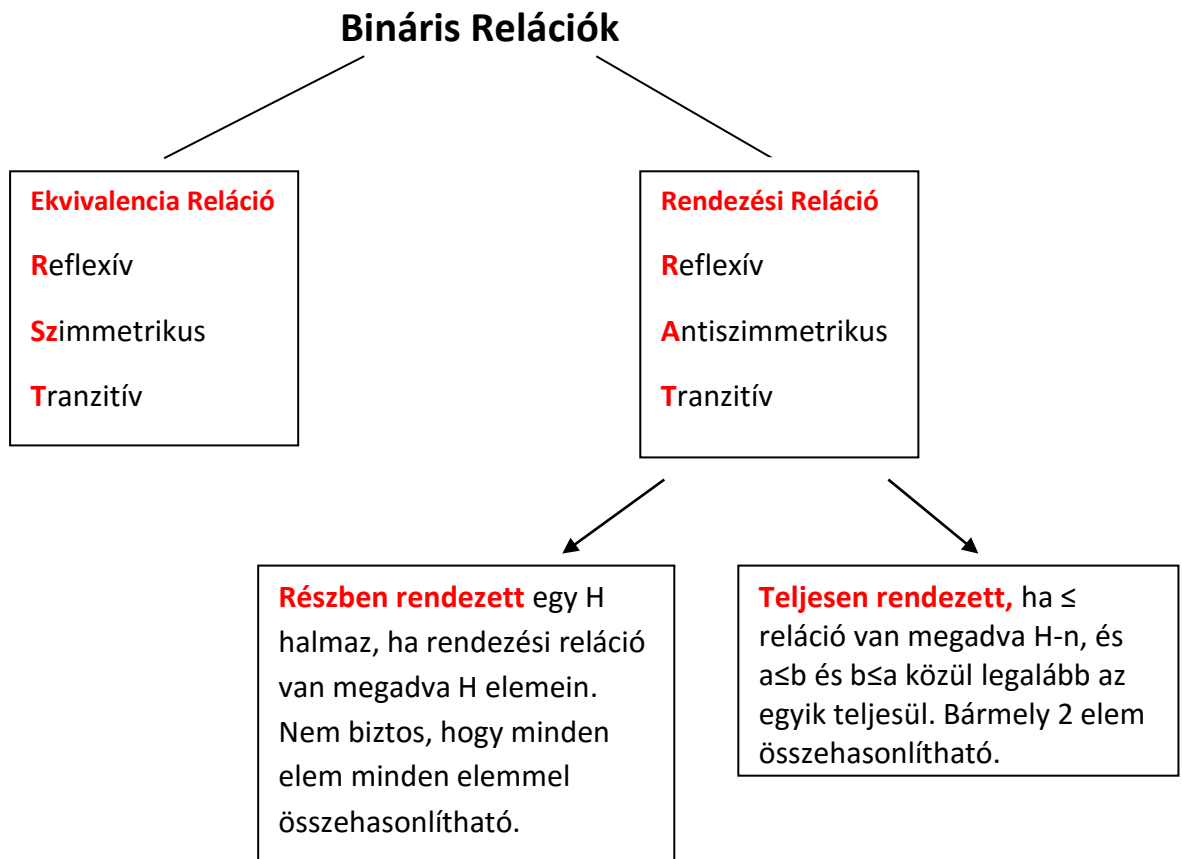 Bináris Relációk
Ekvivalencia Reláció
Reflexív
Szimmetrikus
Tranzitív
Rendezési Reláció
Reflexív
Antiszimmetrikus
Tranzitív
Részben rendezett egy H
halmaz, ha rendezési reláció
van megadva H elemein.
Nem biztos, hogy minden
elem minden elemmel
összehasonlítható.
Teljesen rendezett, ha ≤
reláció van megadva H-n, és
a≤b és b≤a közül legalább az
egyik teljesül. Bármely 2 elem
összehasonlítható.